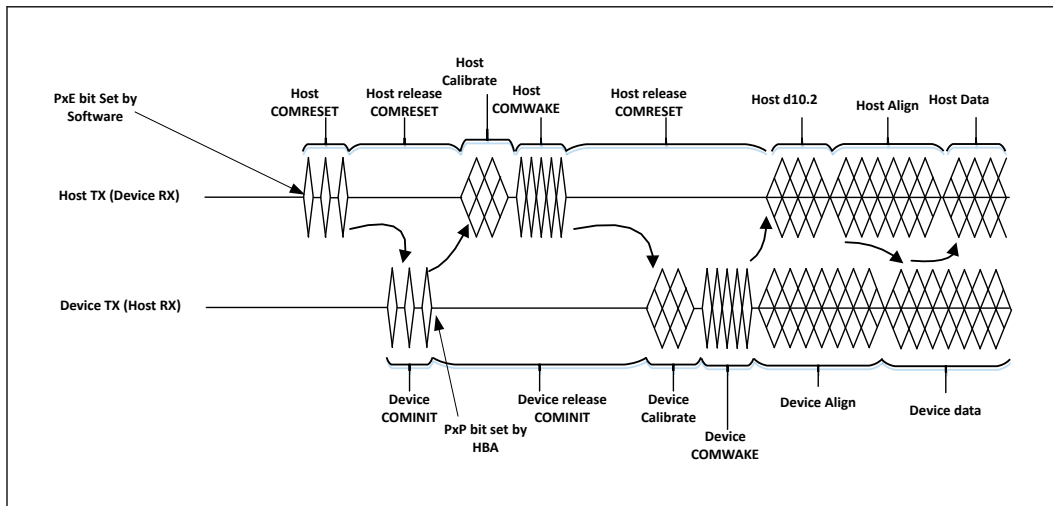 Host
Calibrate
PxE bit Set by
Software
Host
COMRESET
Host release
COMRESET
Host
COMWAKE
Host release
COMRESET
Host d10.2
Host Align
Host Data
Host TX (Device RX)
Device TX (Host RX)
Device
COMINIT
PxP bit set by
HBA
Device release
COMINIT
Device
Calibrate
Device
COMWAKE
Device Align
Device data